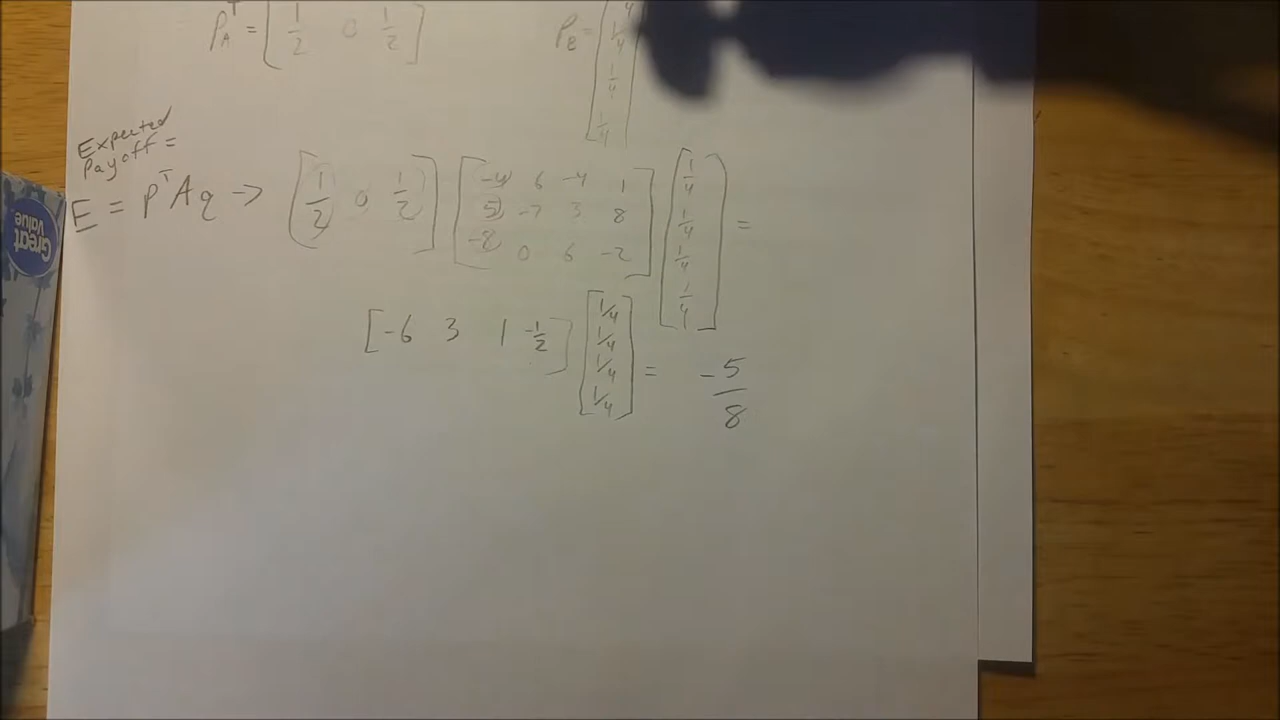 P_A^T = [1/2 0 1/2]
P_B = [1/4 1/4 1/4 1/4]
Expected
Payoff =
E = P^T A q → [1/2 0 1/2] [-4 6 -4 1; 5 -7 3 8; -8 0 6 -2] [1/4 1/4 1/4 1/4] =
[-6 3 1 -1/2] [1/4 1/4 1/4 1/4] = -5/8
Great
Value